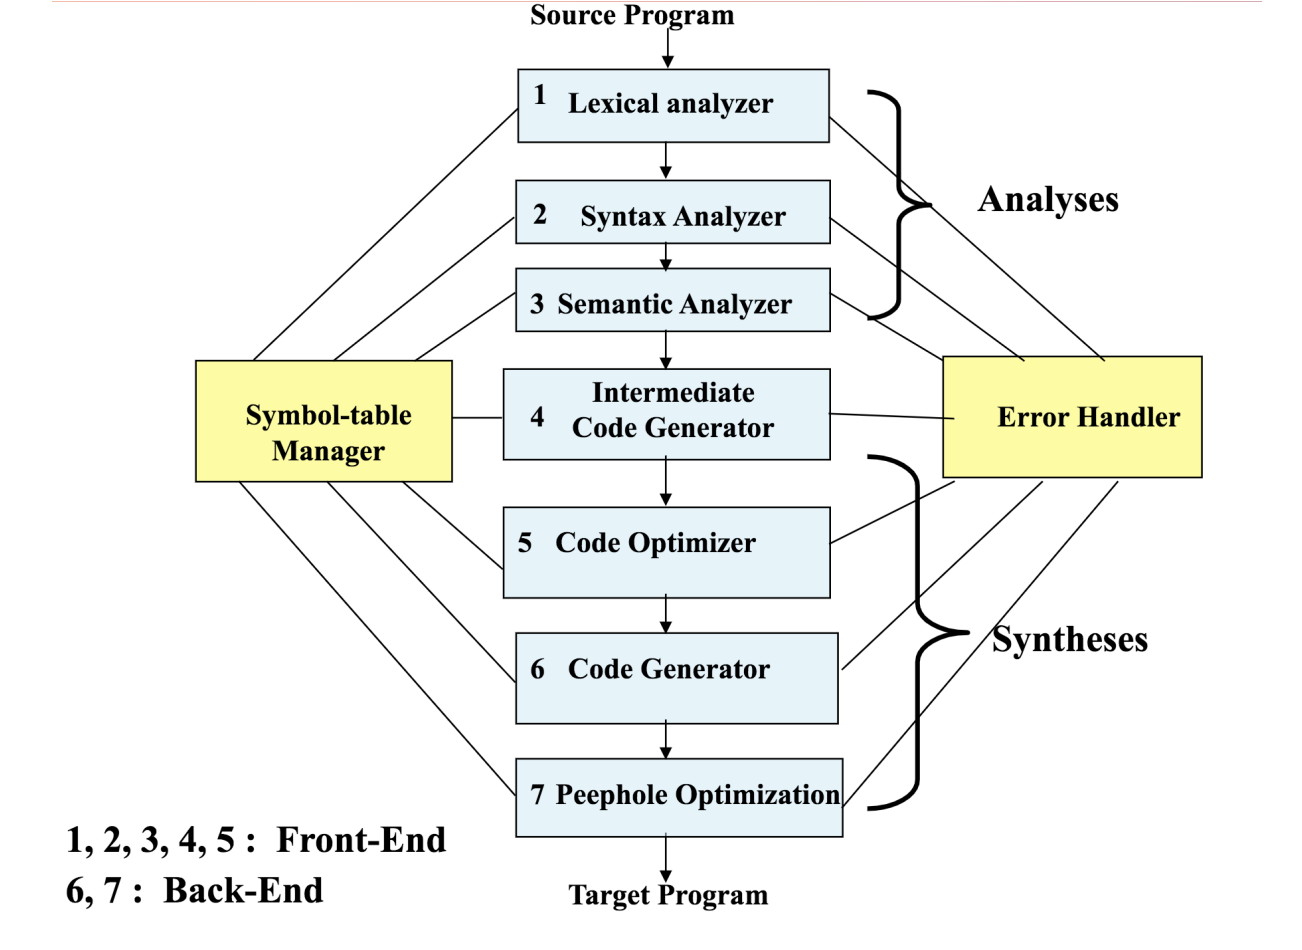 Source Program
1 Lexical analyzer
Analyses
2 Syntax Analyzer
3 Semantic Analyzer
Symbol-table
Manager
4 Intermediate
Code Generator
Error Handler
5 Code Optimizer
Syntheses
6 Code Generator
7 Peephole Optimization
1, 2, 3, 4, 5 : Front-End
6, 7 : Back-End
Target Program